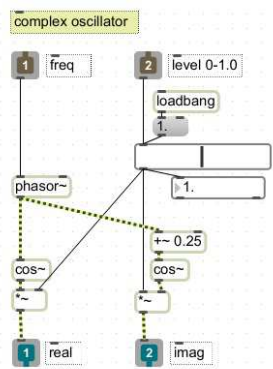 complex oscillator
1 freq
2 level 0-1.0
loadbang
1.
1.
phasor~
+~ 0.25
cos~
cos~
*~
*~
1 real
2 imag